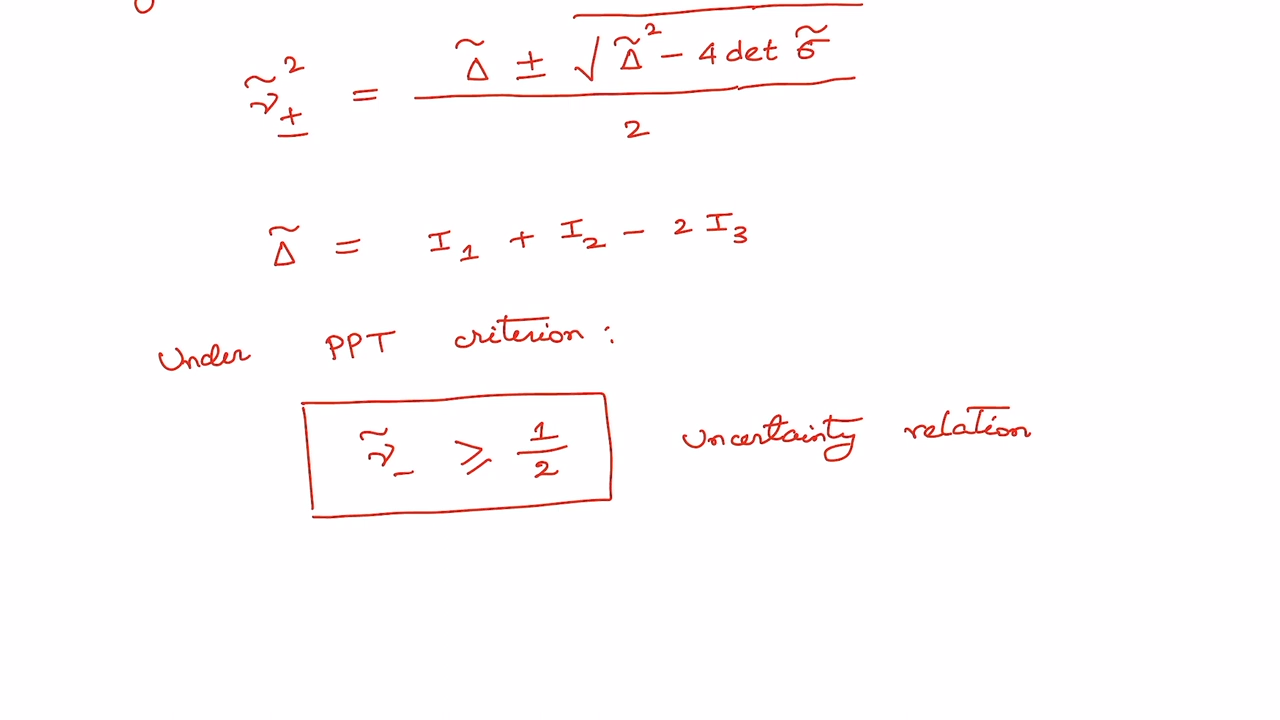 ν̃±² = (Δ̃ ± √(Δ̃² − 4 det σ̃)) / 2
Δ̃ = I₁ + I₂ − 2 I₃
Under PPT criterion :
ν̃₋ ⩾ 1/2 uncertainty relation